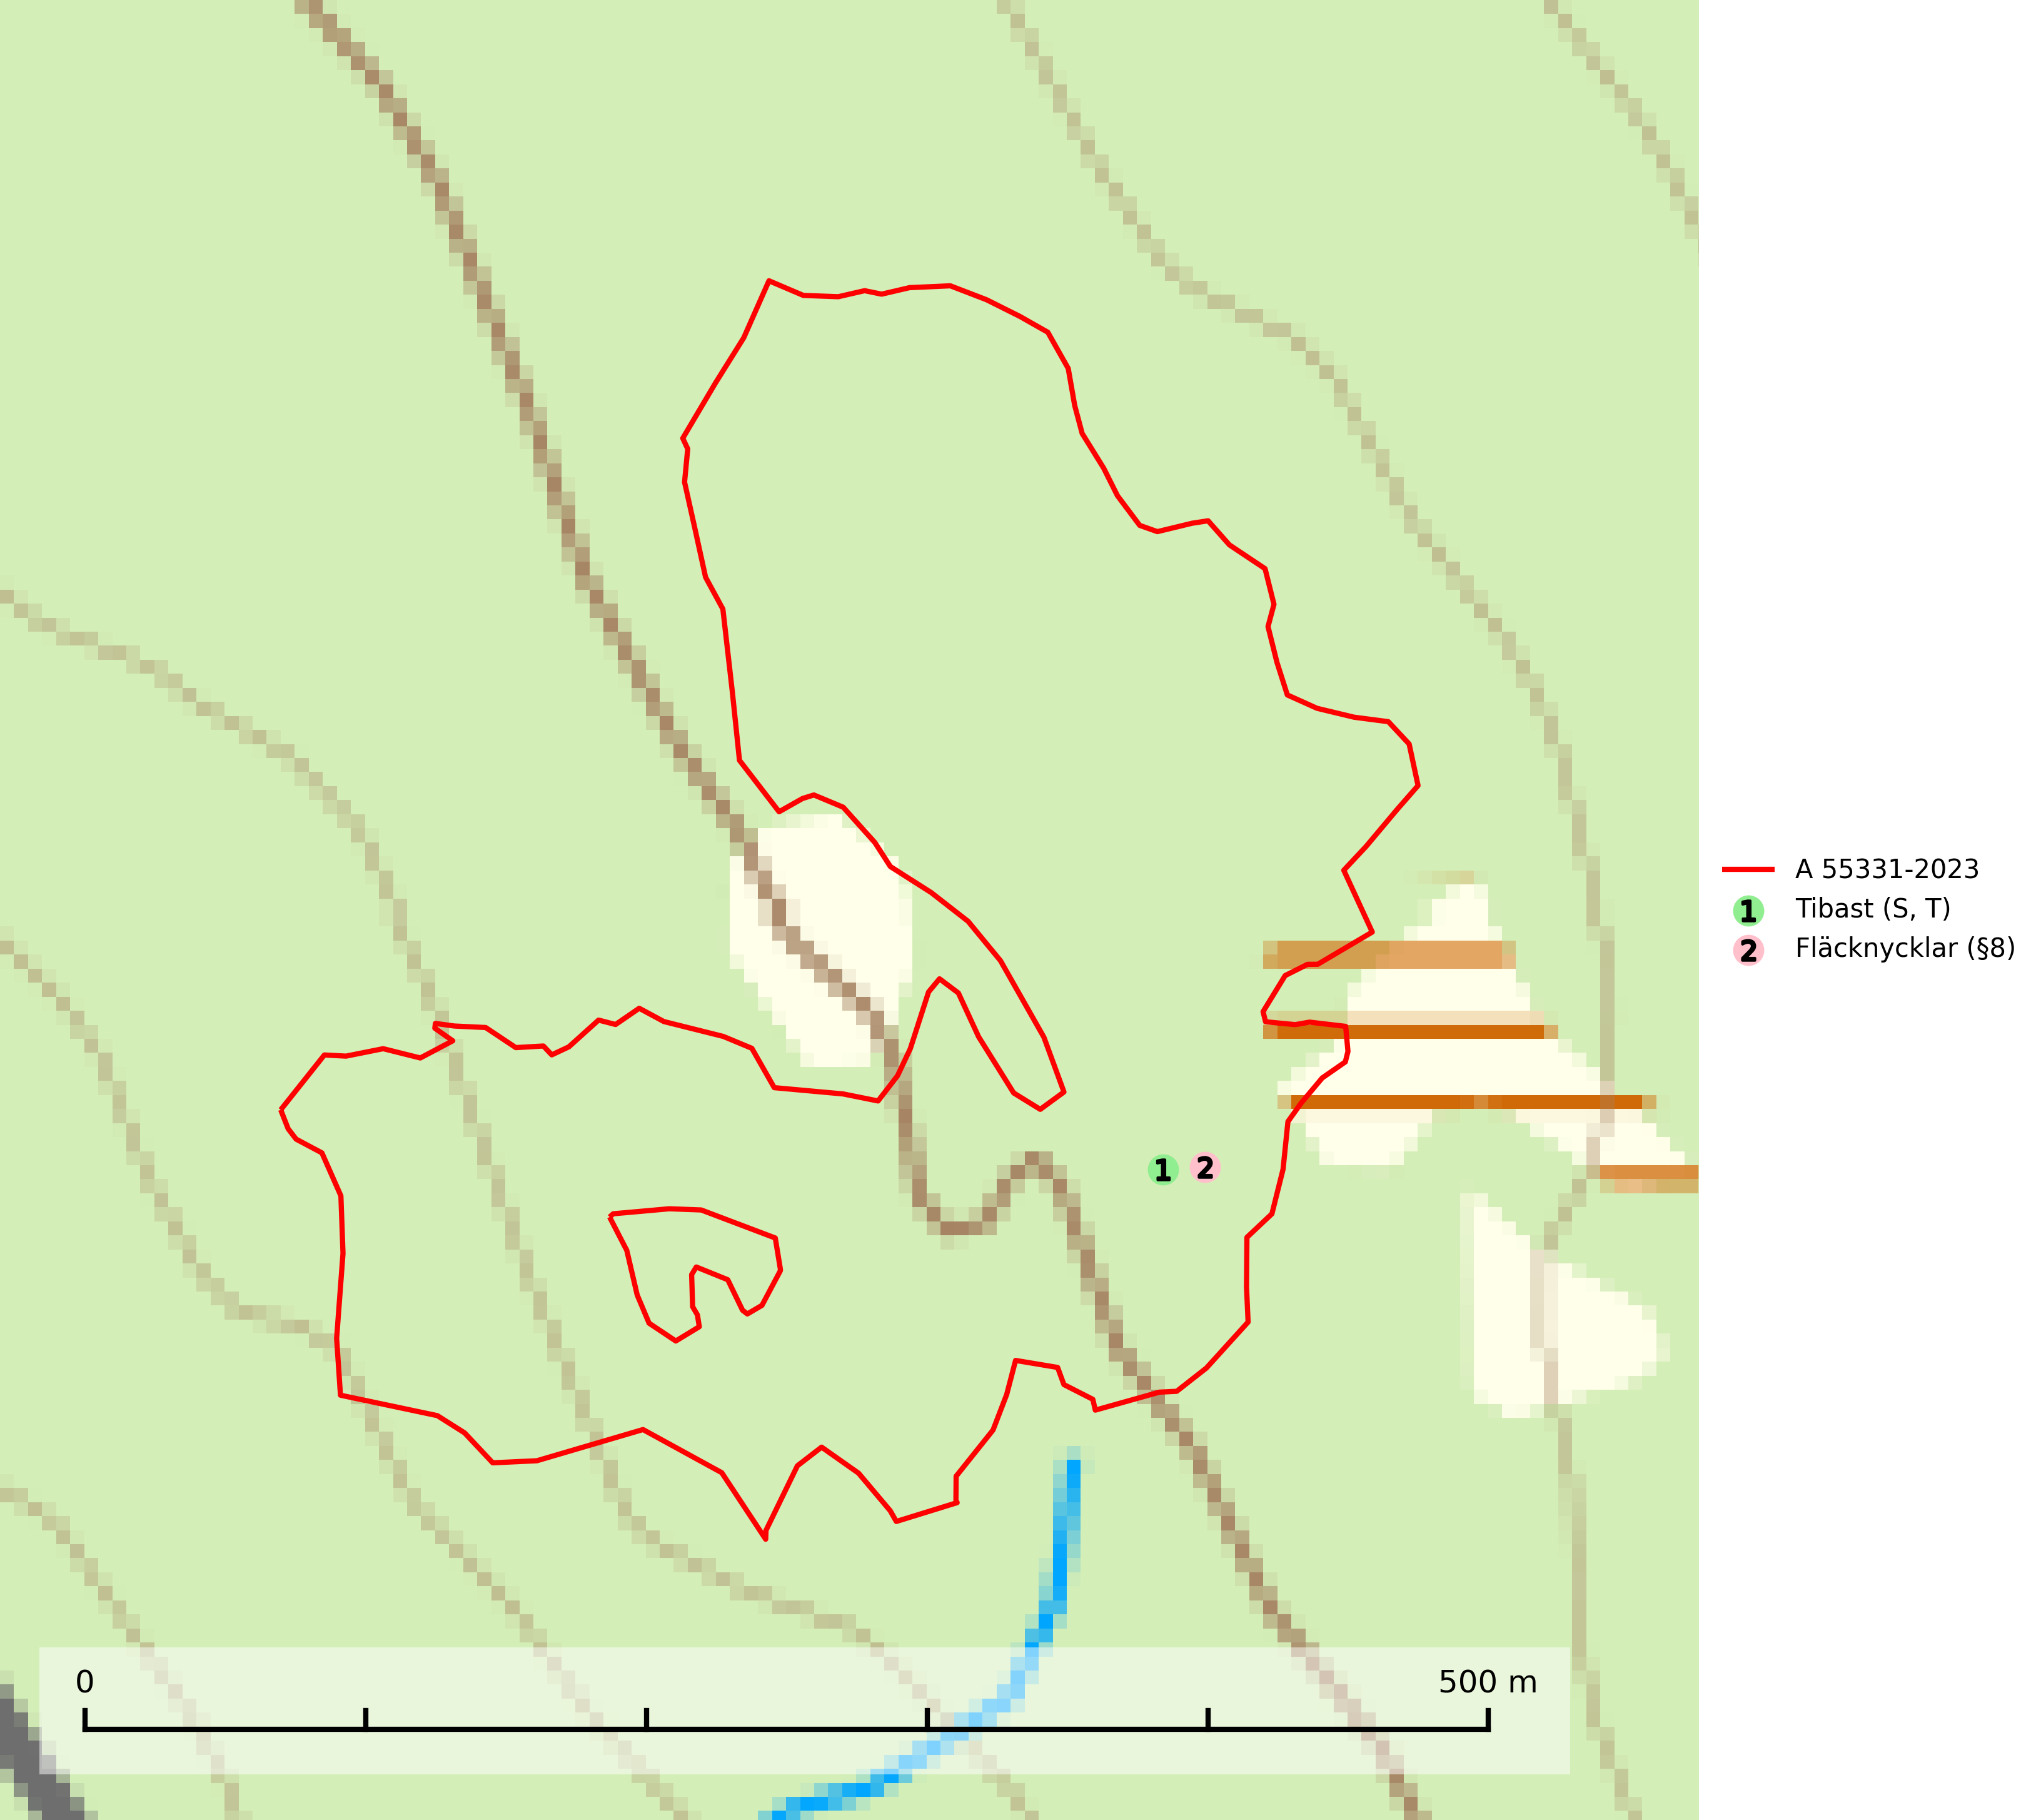 A 55331-2023
1 Tibast (S, T)
2 Fläcknycklar (§8)
1 2
0 500 m